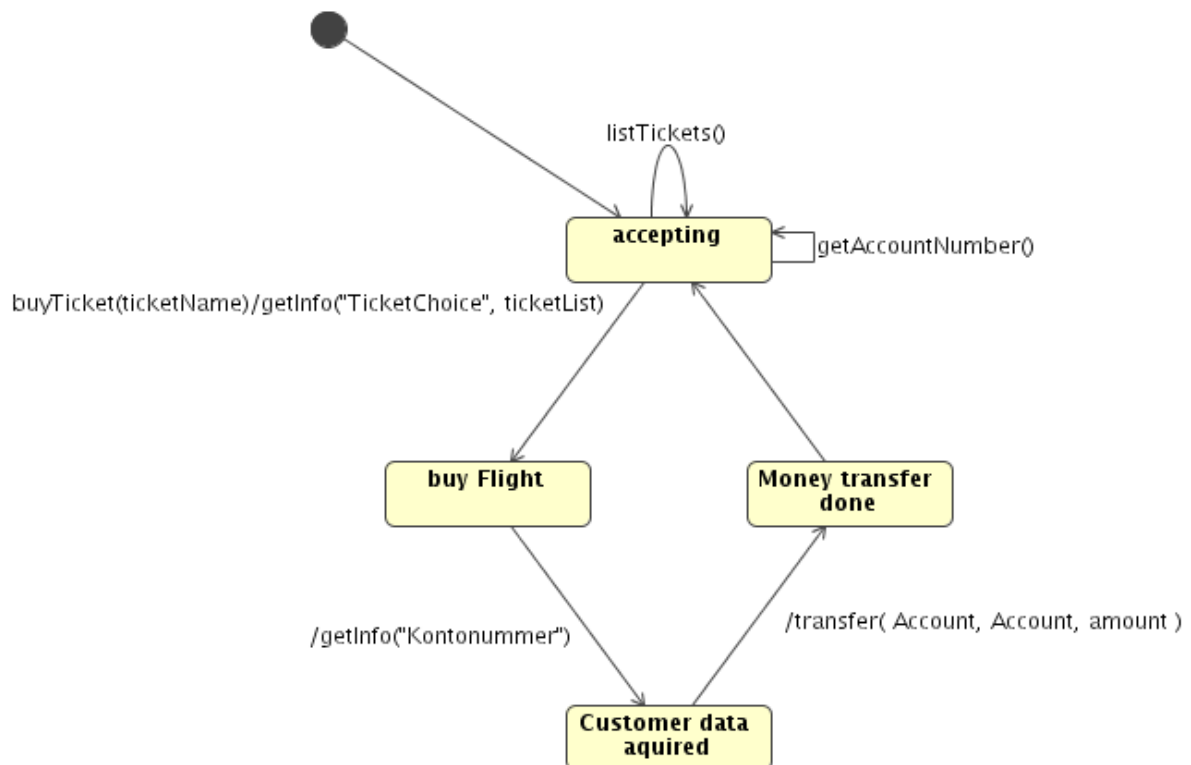 listTickets()
accepting
getAccountNumber()
buyTicket(ticketName)/getInfo("TicketChoice", ticketList)
buy Flight
Money transfer
done
/getInfo("Kontonummer")
/transfer( Account, Account, amount )
Customer data
aquired